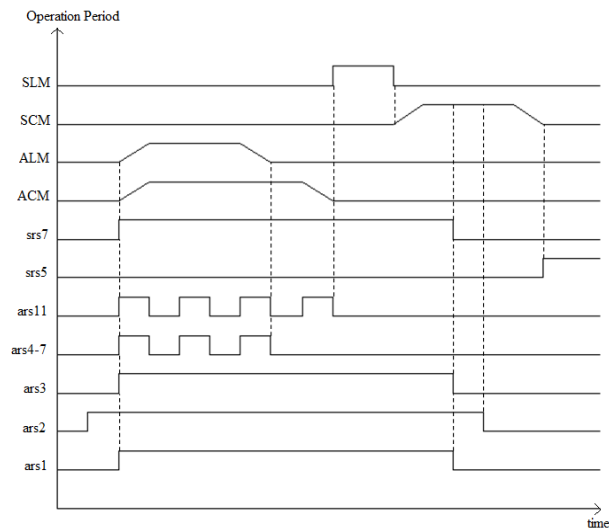 Operation Period
SLM
SCM
ALM
ACM
srs7
srs5
ars11
ars4-7
ars3
ars2
ars1
time